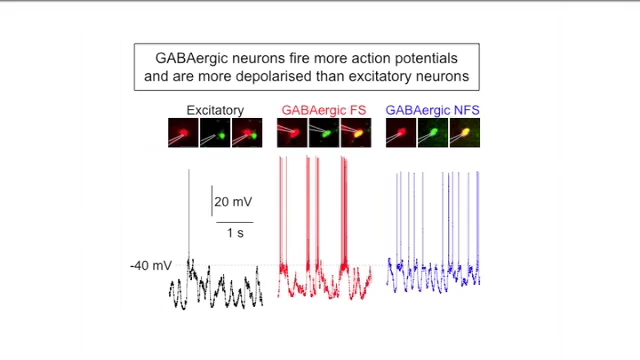 GABAergic neurons fire more action potentials
and are more depolarised than excitatory neurons
Excitatory
GABAergic FS
GABAergic NFS
20 mV
1 s
-40 mV